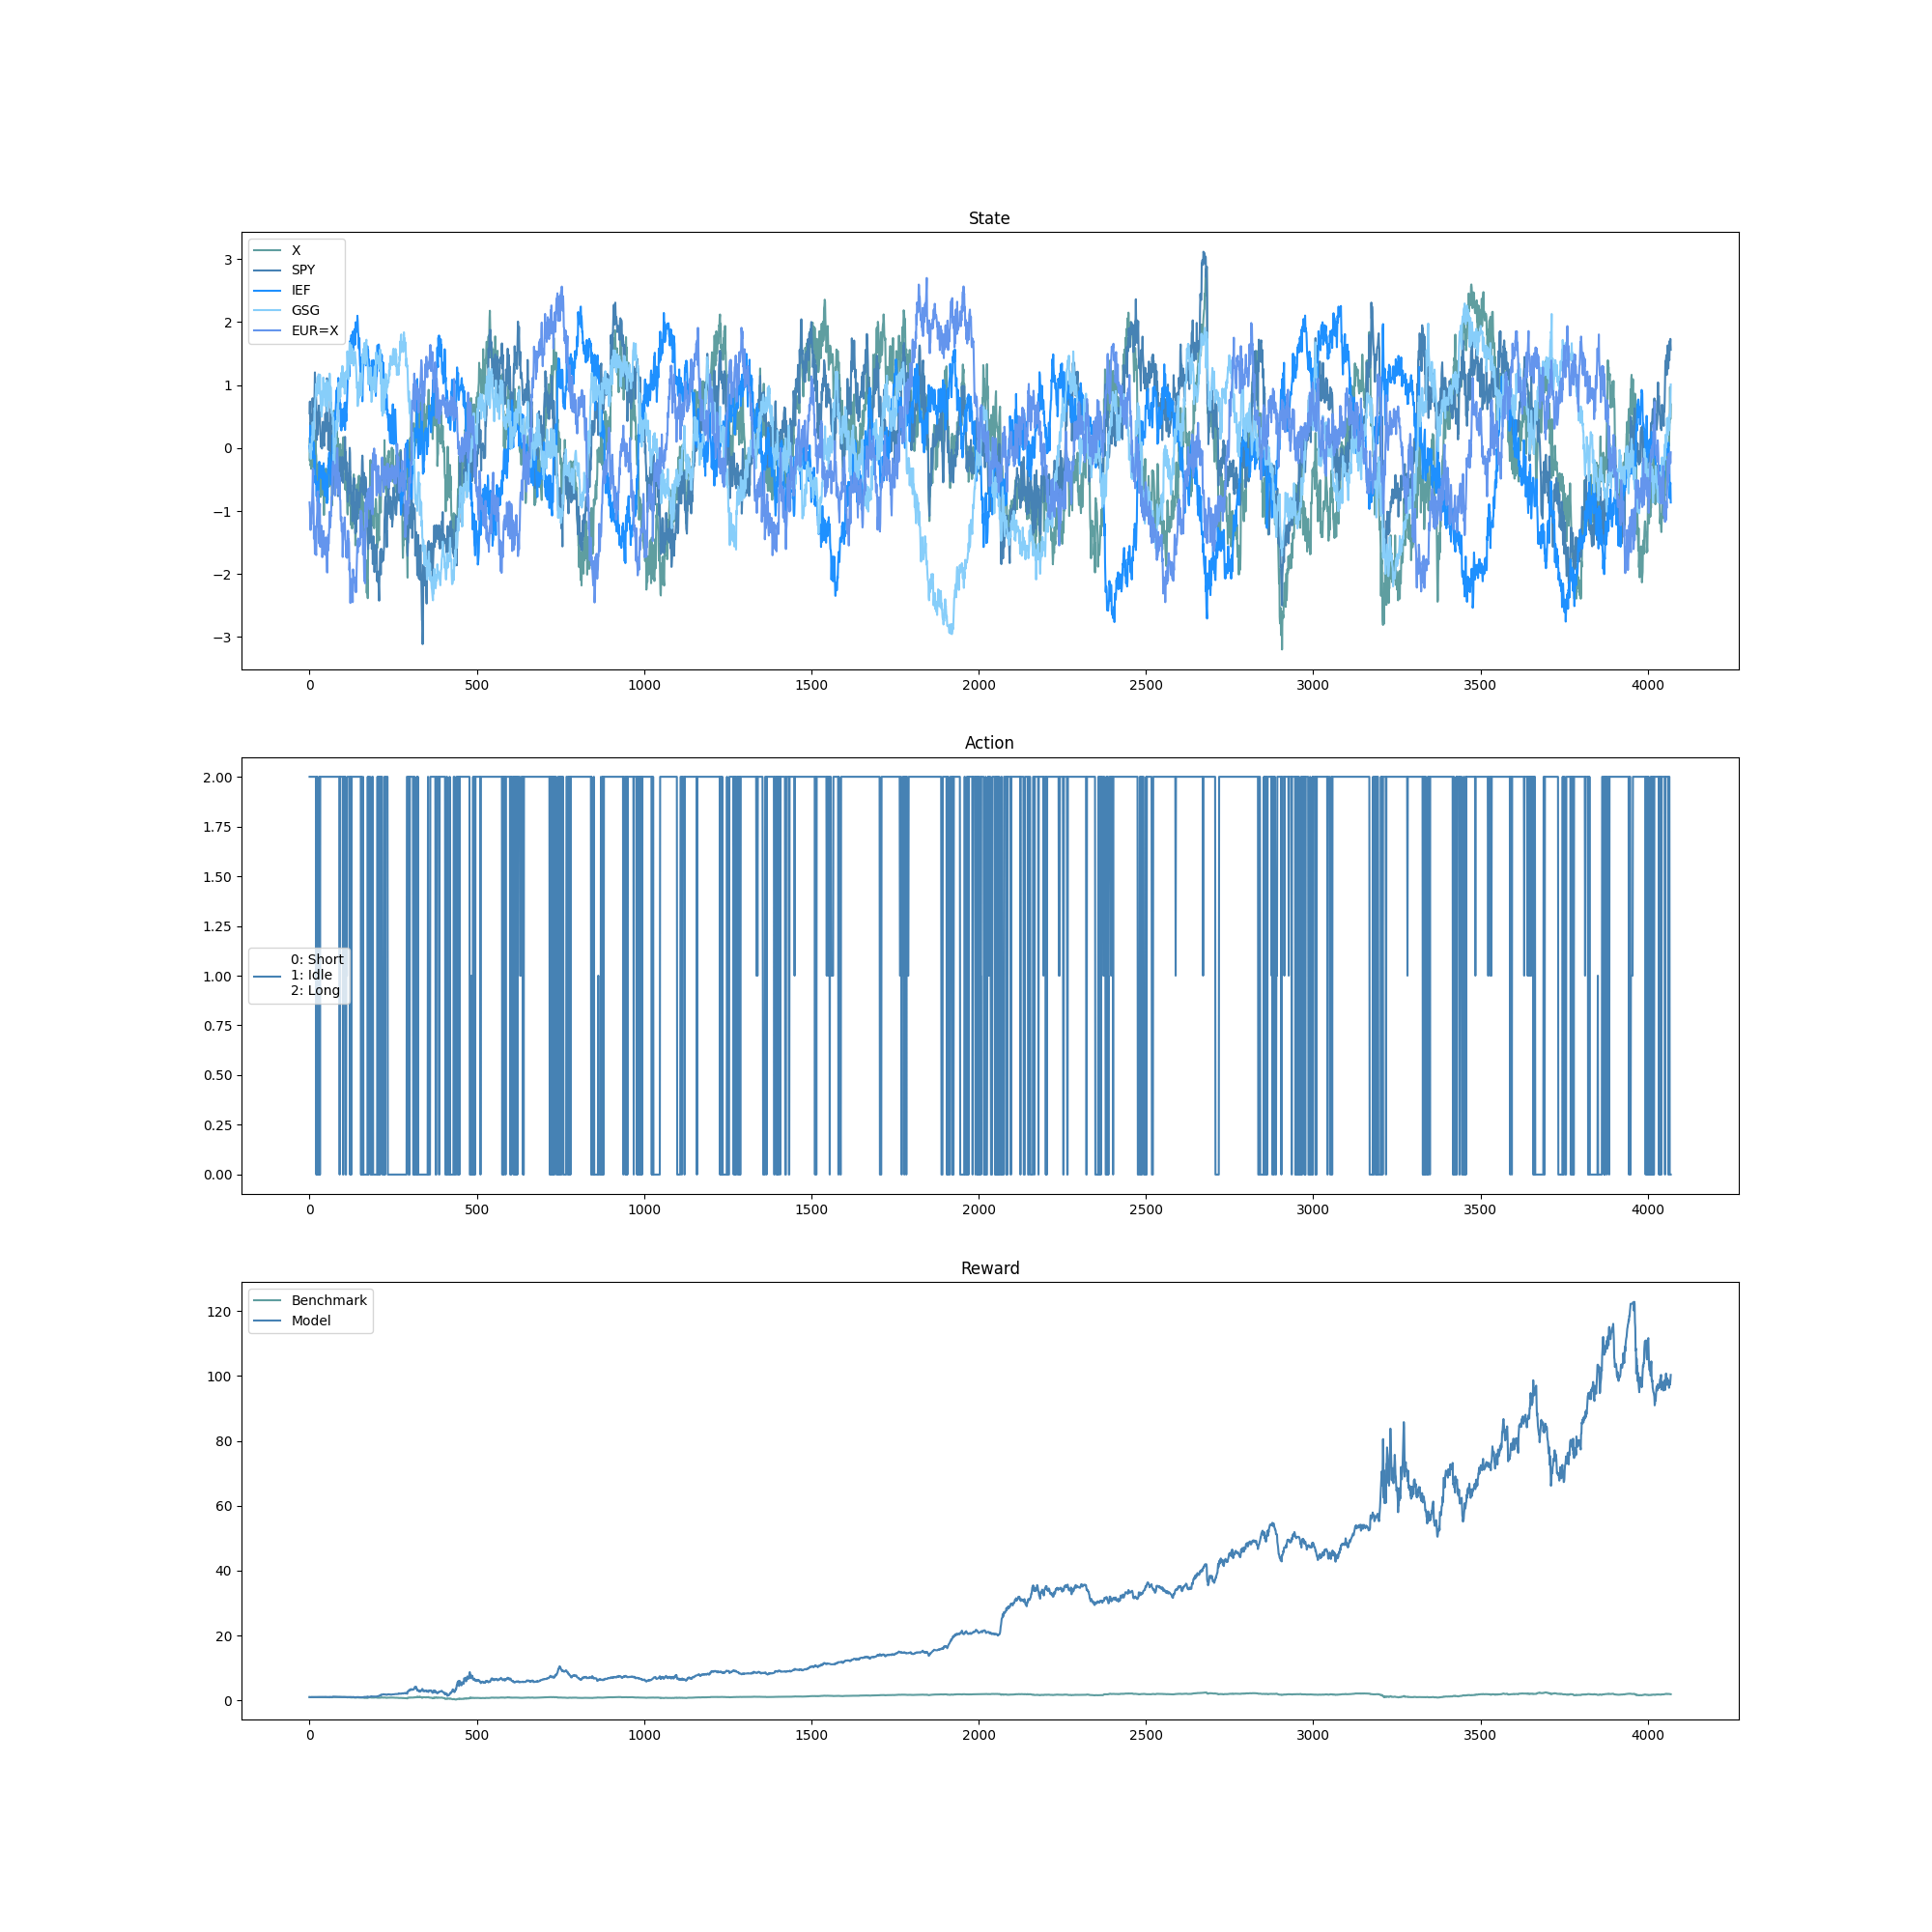 State
X
SPY
IEF
GSG
EUR=X
3
2
1
0
−1
−2
−3
0 500 1000 1500 2000 2500 3000 3500 4000
Action
2.00
1.75
1.50
1.25
1.00
0.75
0.50
0.25
0.00
0: Short
1: Idle
2: Long
0 500 1000 1500 2000 2500 3000 3500 4000
Reward
Benchmark
Model
120
100
80
60
40
20
0
0 500 1000 1500 2000 2500 3000 3500 4000